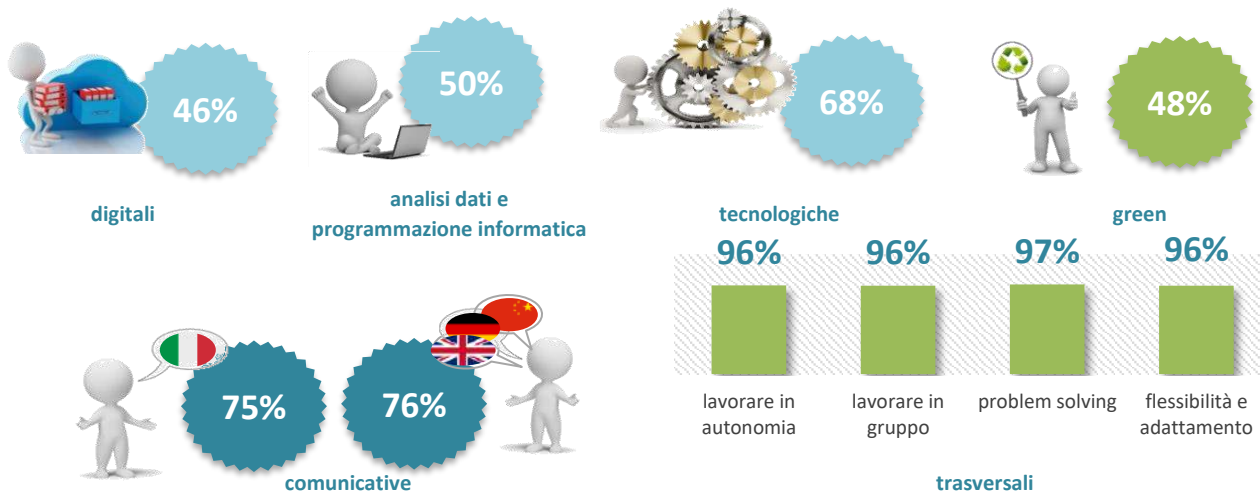 46%
50%
68%
48%
digitali
analisi dati e
programmazione informatica
tecnologiche
green
96%
96%
97%
96%
75%
76%
lavorare in
autonomia
lavorare in
gruppo
problem solving
flessibilità e
adattamento
comunicative
trasversali